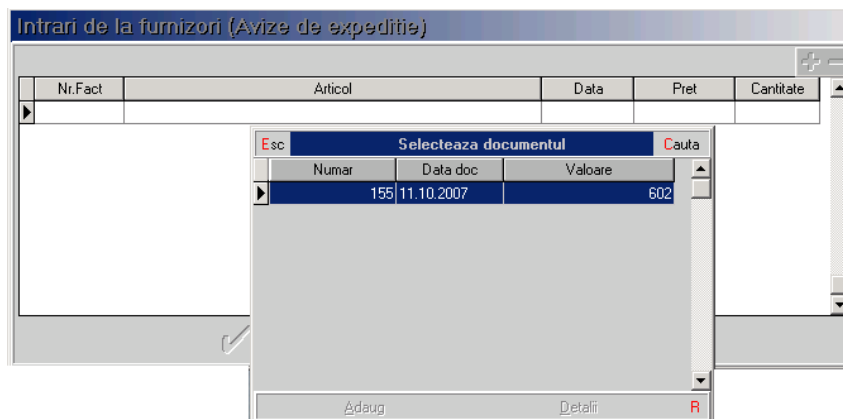 Intrari de la furnizori (Avize de expeditie)
Nr.Fact Articol Data Pret Cantitate
Esc Selecteaza documentul Cauta
Numar Data doc Valoare
155 11.10.2007 602
Adaug Detalii R